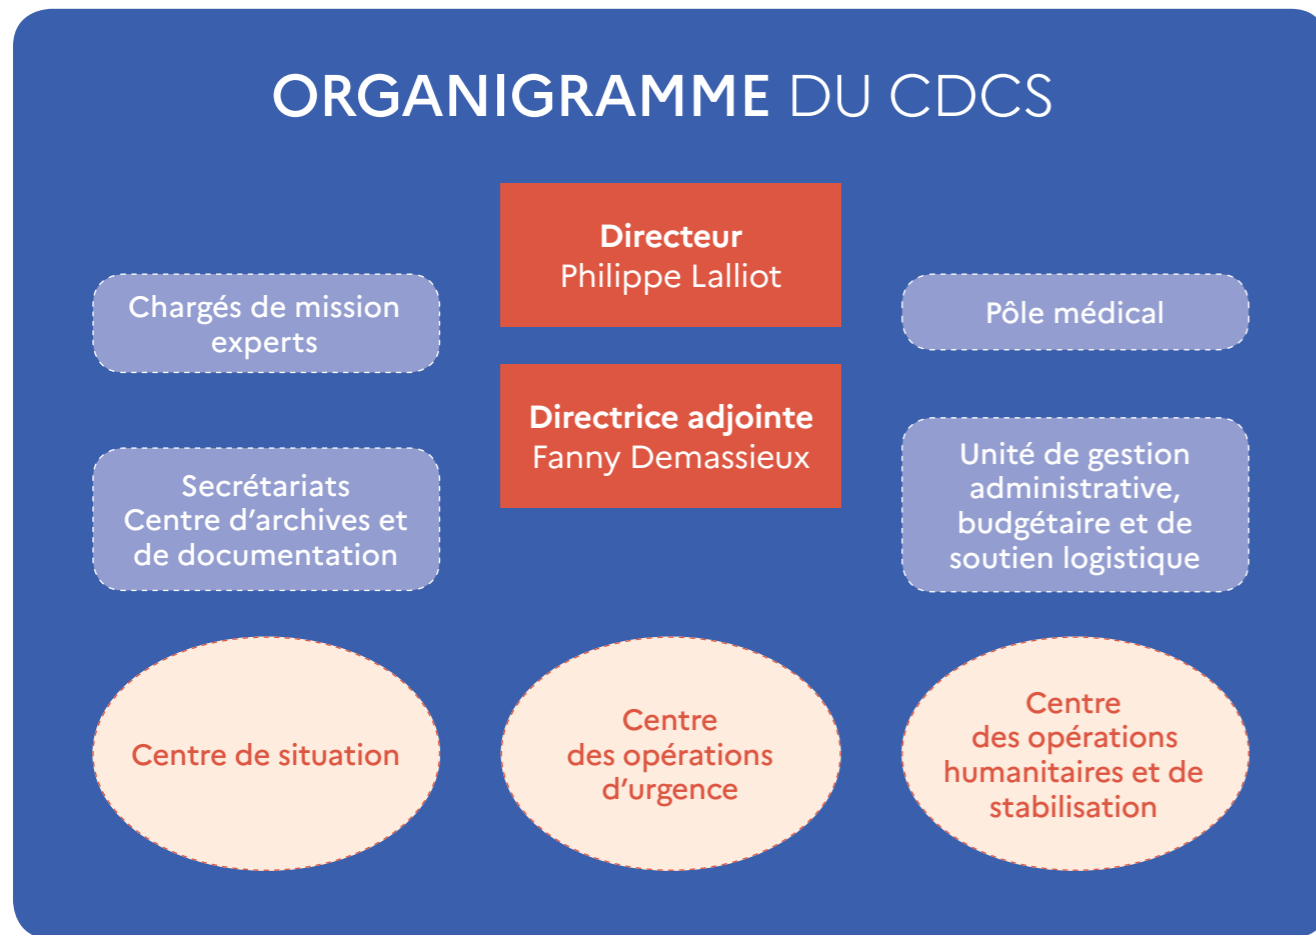 ORGANIGRAMME DU CDCS
Directeur
Philippe Lalliot
Chargés de mission
experts
Pôle médical
Directrice adjointe
Fanny Demassieux
Secrétariats
Centre d’archives et
de documentation
Unité de gestion
administrative,
budgétaire et de
soutien logistique
Centre de situation
Centre
des opérations
d’urgence
Centre
des opérations
humanitaires et de
stabilisation